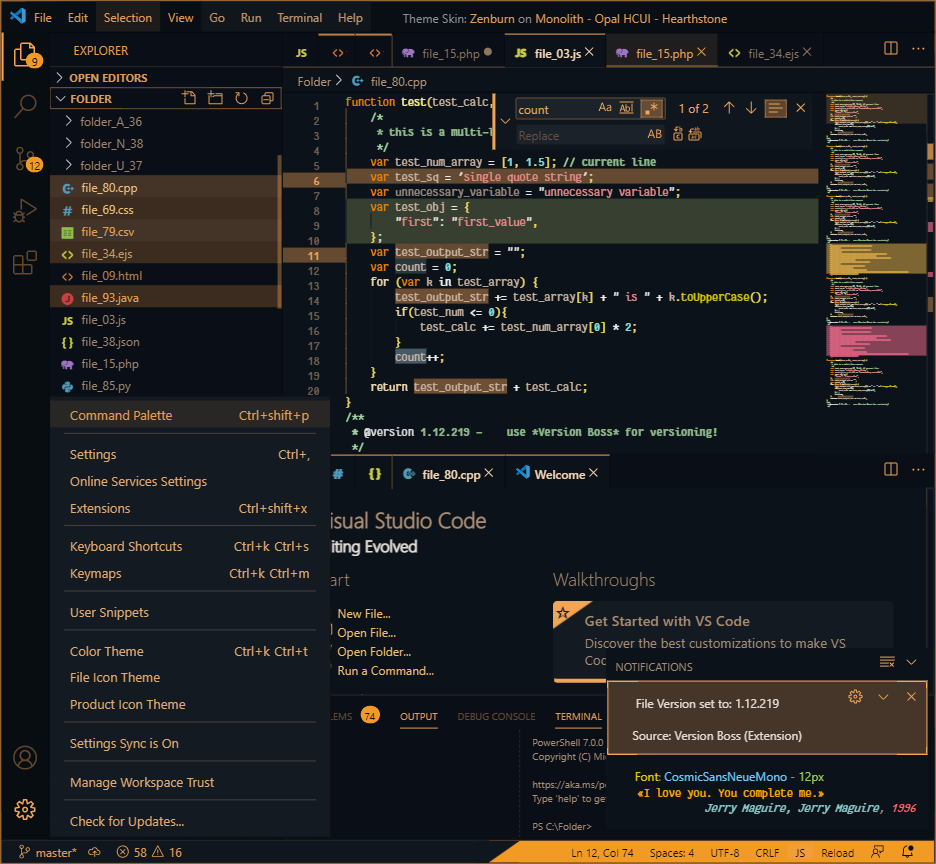 File Edit Selection View Go Run Terminal Help Theme Skin: Zenburn on Monolith - Opal HCUI - Hearthstone
9
EXPLORER
OPEN EDITORS
FOLDER
folder_A_36
folder_N_38
folder_U_37
file_80.cpp
file_69.css
file_79.csv
file_34.ejs
file_09.html
file_93.java
file_03.js
file_38.json
file_15.php
file_85.py
12
JS file_15.php JS file_03.js file_15.php file_34.ejs
Folder > file_80.cpp
count Aa Abl .* 1 of 2
Replace AB
1 function test(test_calc,
2 /*
3 * this is a multi-l
4 */
5 var test_num_array = [1, 1.5]; // current line
6 var test_sq = 'single quote string';
7 var unnecessary_variable = "unnecessary variable";
8 var test_obj = {
9 "first": "first_value",
10 };
11 var test_output_str = "";
12 var count = 0;
13 for (var k in test_array) {
14 test_output_str += test_array[k] + " is " + k.toUpperCase();
15 if(test_num <= 0){
16 test_calc += test_num_array[0] * 2;
17 }
18 count++;
19 }
20 return test_output_str + test_calc;
}
/**
* @version 1.12.219 - use *Version Boss* for versioning!
*/
Command Palette Ctrl+shift+p
Settings Ctrl+,
Online Services Settings
Extensions Ctrl+shift+x
Keyboard Shortcuts Ctrl+k Ctrl+s
Keymaps Ctrl+k Ctrl+m
User Snippets
Color Theme Ctrl+k Ctrl+t
File Icon Theme
Product Icon Theme
Settings Sync is On
Manage Workspace Trust
Check for Updates...
# {} file_80.cpp Welcome
isual Studio Code
iting Evolved
art
New File...
Open File...
Open Folder...
Run a Command...
Walkthroughs
Get Started with VS Code
Discover the best customizations to make VS
Coc
NOTIFICATIONS
File Version set to: 1.12.219
Source: Version Boss (Extension)
LEMS 74 OUTPUT DEBUG CONSOLE TERMINAL
PowerShell 7.0.0
Copyright (C) Mi
https://aka.ms/p
Type 'help' to ge
PS C:\Folder>
Font: CosmicSansNeueMono - 12px
«I love you. You complete me.»
Jerry Maguire, Jerry Maguire, 1996
master* 58 16 Ln 12, Col 74 Spaces: 4 UTF-8 CRLF JS Reload